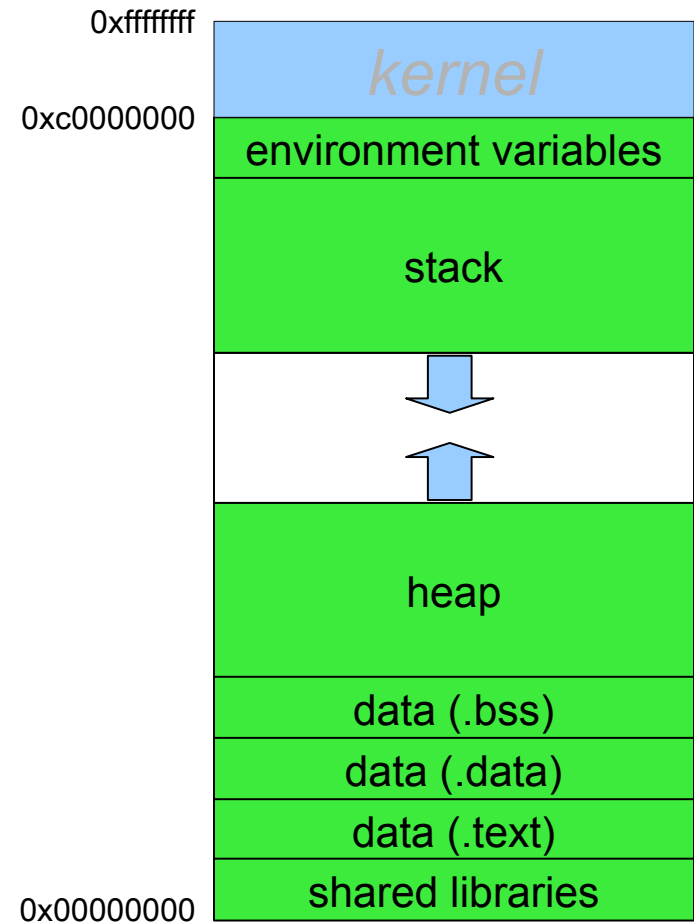 0xffffffff
kernel
0xc0000000
environment variables
stack
heap
data (.bss)
data (.data)
data (.text)
shared libraries
0x00000000